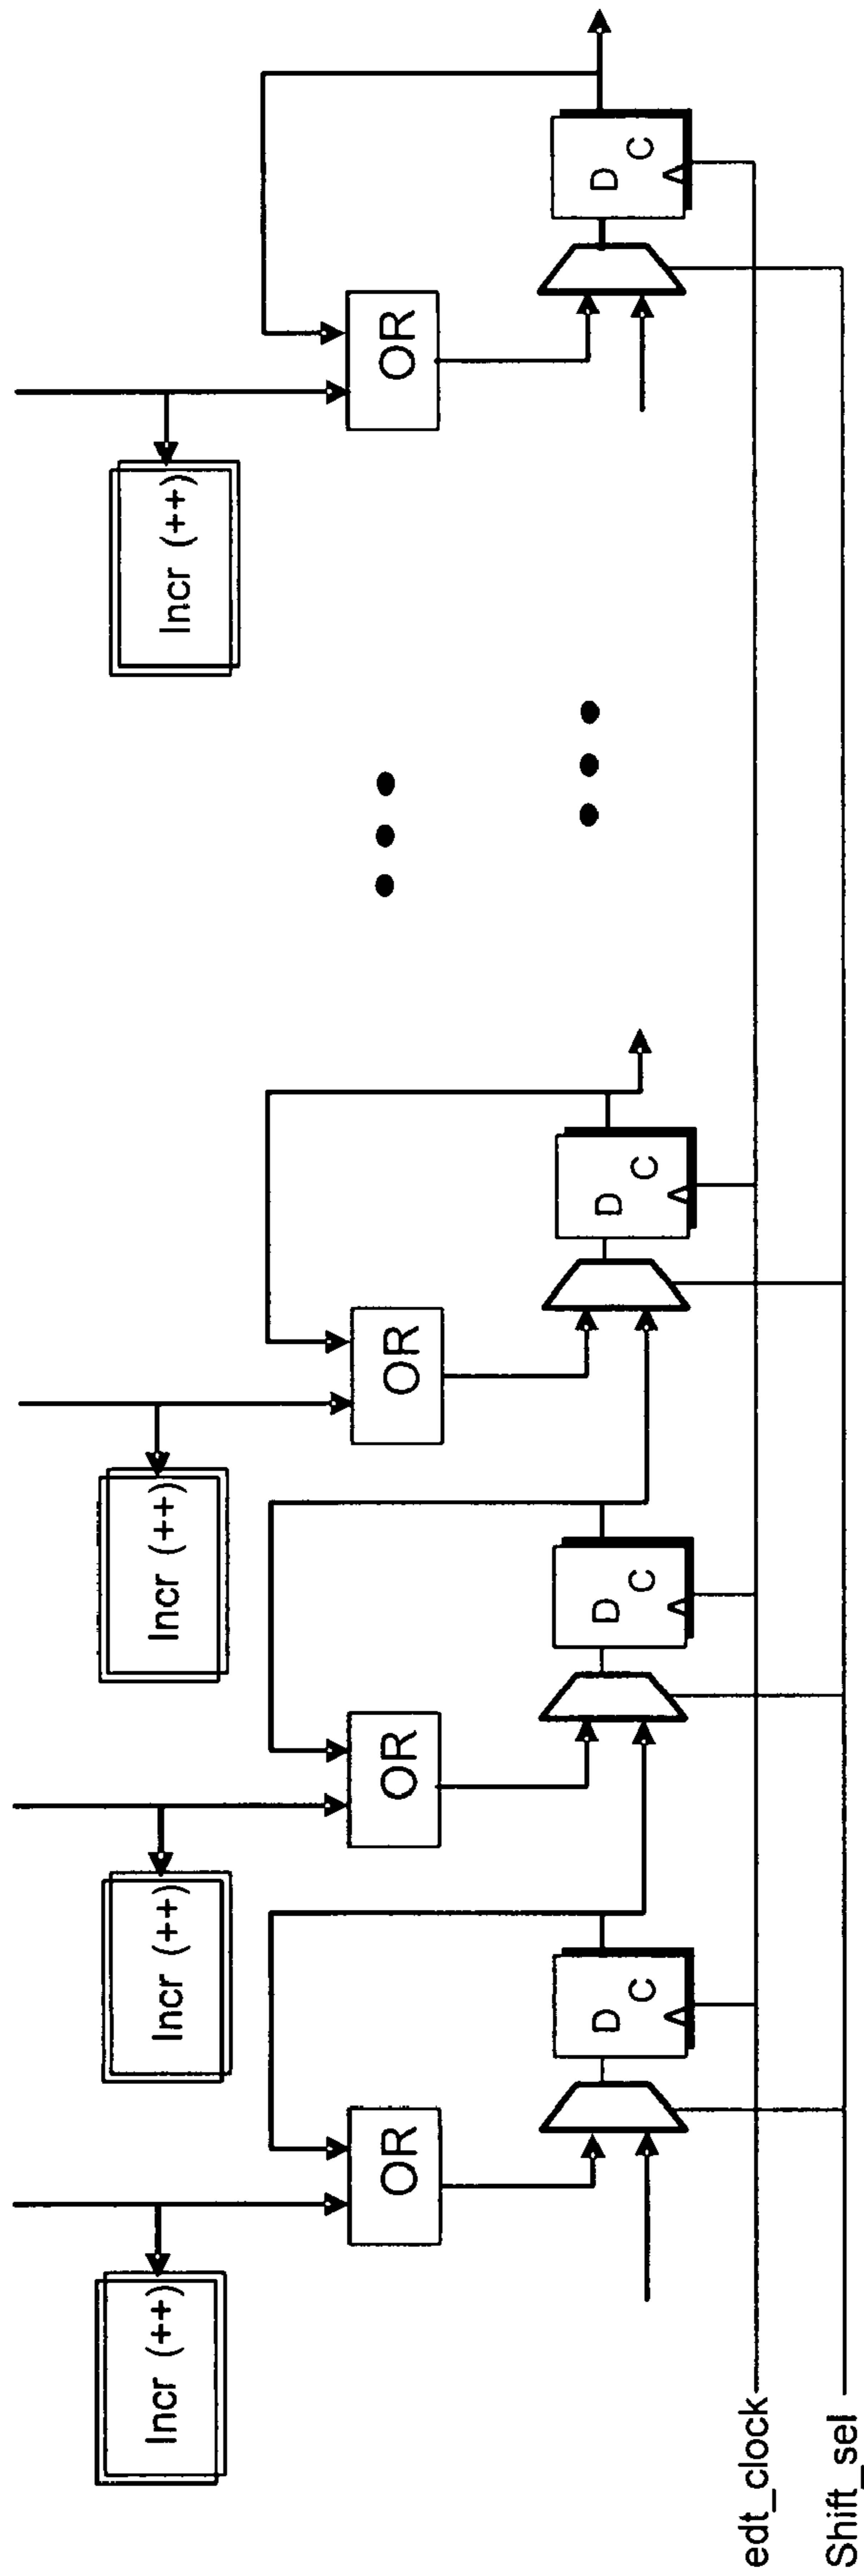 Incr (++)
Incr (++)
Incr (++)
Incr (++)
OR
OR
OR
OR
D
C
D
C
D
C
D
C
edt_clock
Shift_sel